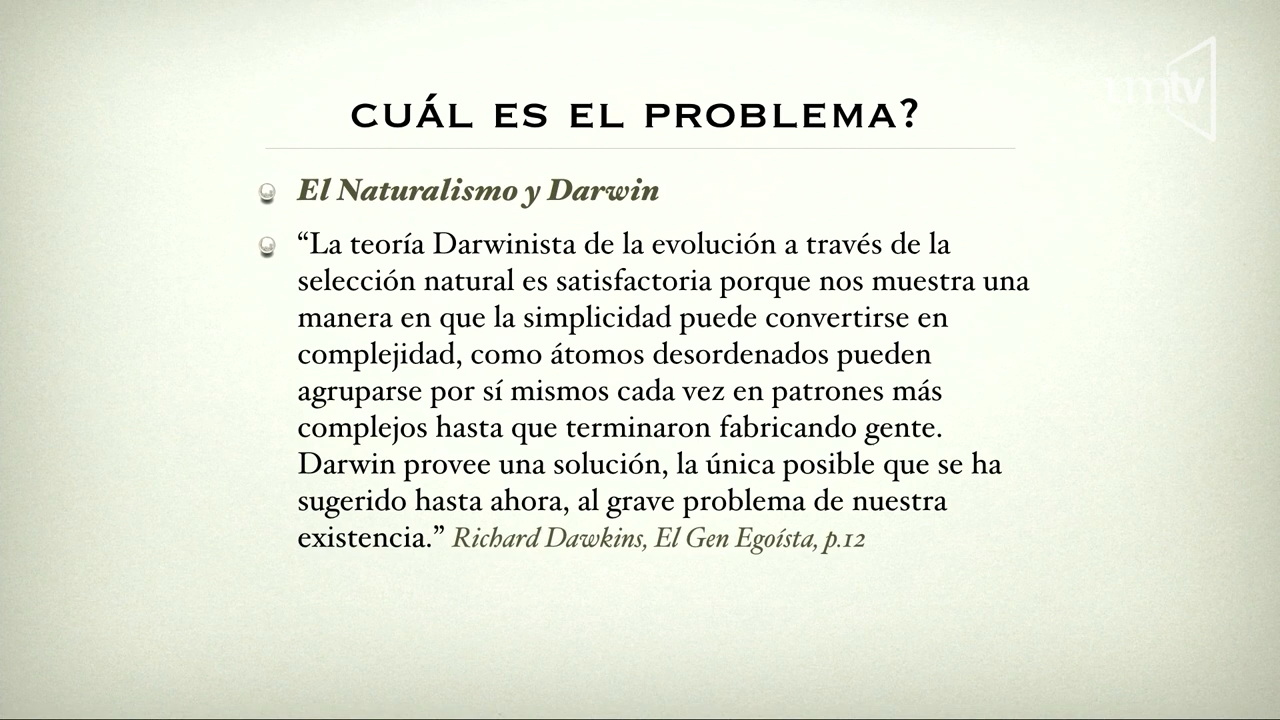 CUÁL ES EL PROBLEMA?
El Naturalismo y Darwin
“La teoría Darwinista de la evolución a través de la
selección natural es satisfactoria porque nos muestra una
manera en que la simplicidad puede convertirse en
complejidad, como átomos desordenados pueden
agruparse por sí mismos cada vez en patrones más
complejos hasta que terminaron fabricando gente.
Darwin provee una solución, la única posible que se ha
sugerido hasta ahora, al grave problema de nuestra
existencia.” Richard Dawkins, El Gen Egoísta, p.12